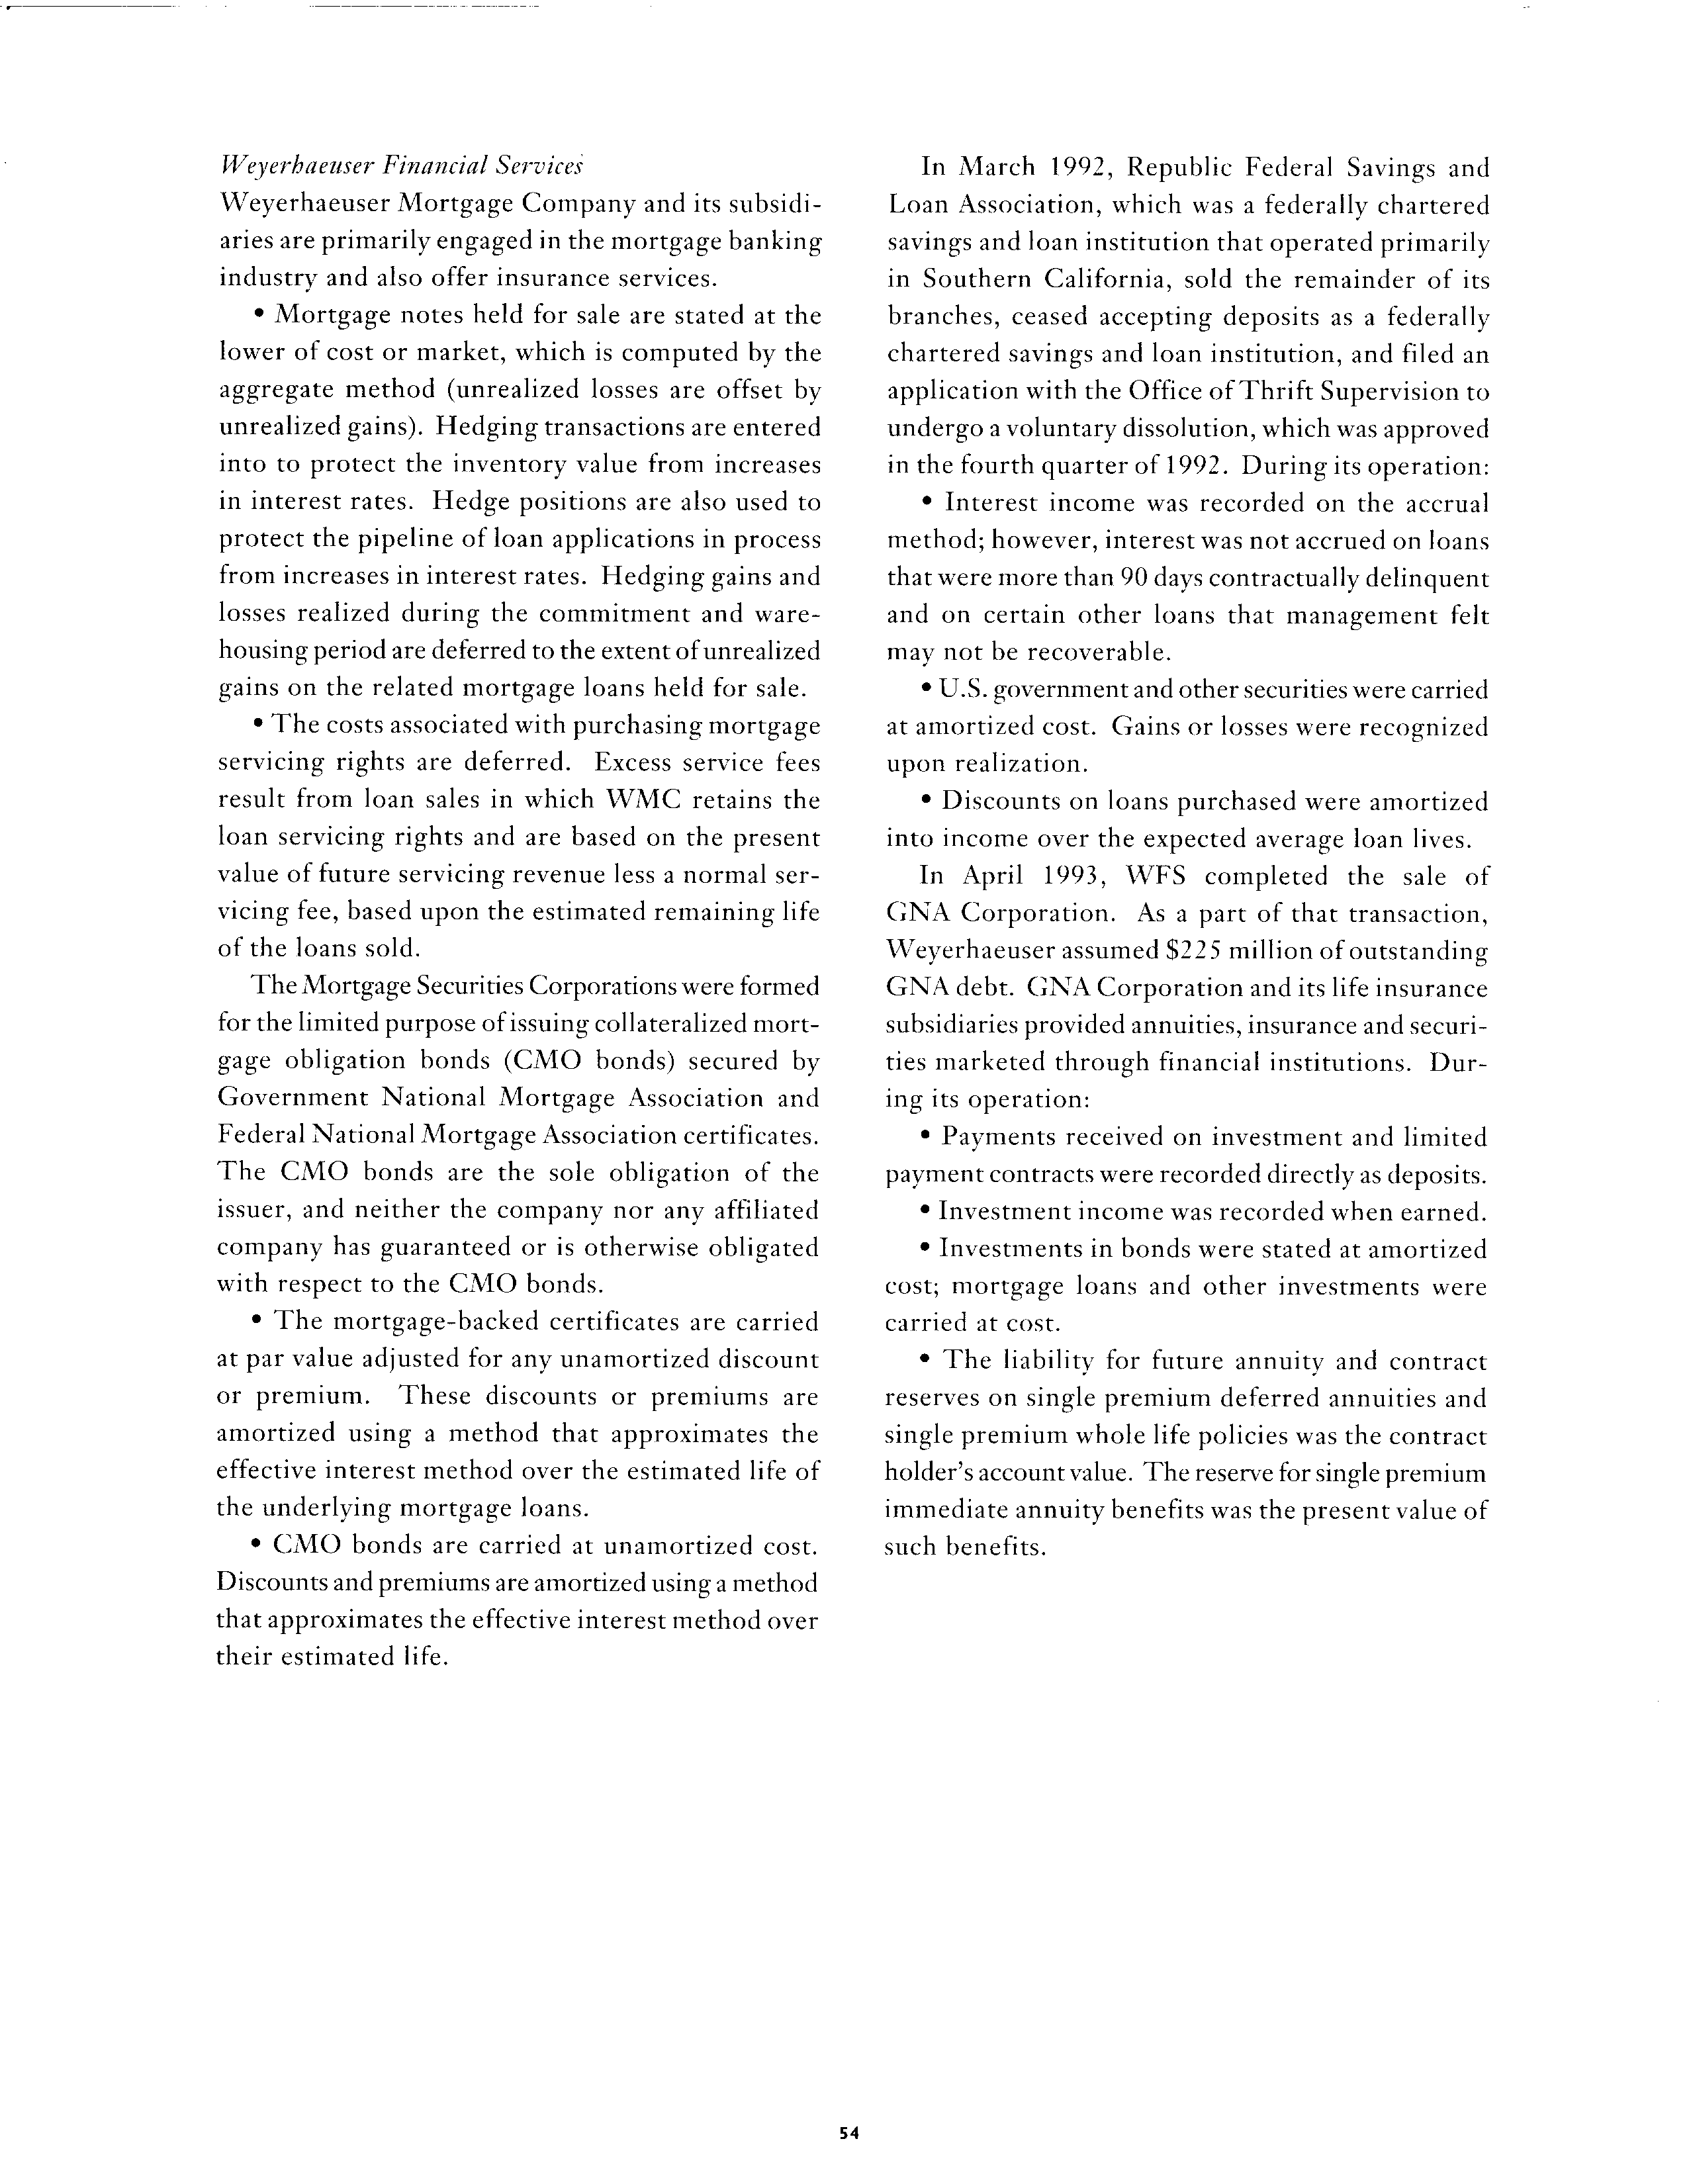 Weyerhaeuser Financial Services
Weyerhaeuser Mortgage Company and its subsidi-
aries are primarily engaged in the mortgage banking
industry and also offer insurance services.
• Mortgage notes held for sale are stated at the
lower of cost or market, which is computed by the
aggregate method (unrealized losses are offset by
unrealized gains). Hedging transactions are entered
into to protect the inventory value from increases
in interest rates. Hedge positions are also used to
protect the pipeline of loan applications in process
from increases in interest rates. Hedging gains and
losses realized during the commitment and ware-
housing period are deferred to the extent of unrealized
gains on the related mortgage loans held for sale.
• The costs associated with purchasing mortgage
servicing rights are deferred. Excess service fees
result from loan sales in which WMC retains the
loan servicing rights and are based on the present
value of future servicing revenue less a normal ser-
vicing fee, based upon the estimated remaining life
of the loans sold.
The Mortgage Securities Corporations were formed
for the limited purpose of issuing collateralized mort-
gage obligation bonds (CMO bonds) secured by
Government National Mortgage Association and
Federal National Mortgage Association certificates.
The CMO bonds are the sole obligation of the
issuer, and neither the company nor any affiliated
company has guaranteed or is otherwise obligated
with respect to the CMO bonds.
• The mortgage-backed certificates are carried
at par value adjusted for any unamortized discount
or premium. These discounts or premiums are
amortized using a method that approximates the
effective interest method over the estimated life of
the underlying mortgage loans.
• CMO bonds are carried at unamortized cost.
Discounts and premiums are amortized using a method
that approximates the effective interest method over
their estimated life.
In March 1992, Republic Federal Savings and
Loan Association, which was a federally chartered
savings and loan institution that operated primarily
in Southern California, sold the remainder of its
branches, ceased accepting deposits as a federally
chartered savings and loan institution, and filed an
application with the Office of Thrift Supervision to
undergo a voluntary dissolution, which was approved
in the fourth quarter of 1992. During its operation:
• Interest income was recorded on the accrual
method; however, interest was not accrued on loans
that were more than 90 days contractually delinquent
and on certain other loans that management felt
may not be recoverable.
• U.S. government and other securities were carried
at amortized cost. Gains or losses were recognized
upon realization.
• Discounts on loans purchased were amortized
into income over the expected average loan lives.
In April 1993, WFS completed the sale of
GNA Corporation. As a part of that transaction,
Weyerhaeuser assumed $225 million of outstanding
GNA debt. GNA Corporation and its life insurance
subsidiaries provided annuities, insurance and securi-
ties marketed through financial institutions. Dur-
ing its operation:
• Payments received on investment and limited
payment contracts were recorded directly as deposits.
• Investment income was recorded when earned.
• Investments in bonds were stated at amortized
cost; mortgage loans and other investments were
carried at cost.
• The liability for future annuity and contract
reserves on single premium deferred annuities and
single premium whole life policies was the contract
holder's account value. The reserve for single premium
immediate annuity benefits was the present value of
such benefits.
54